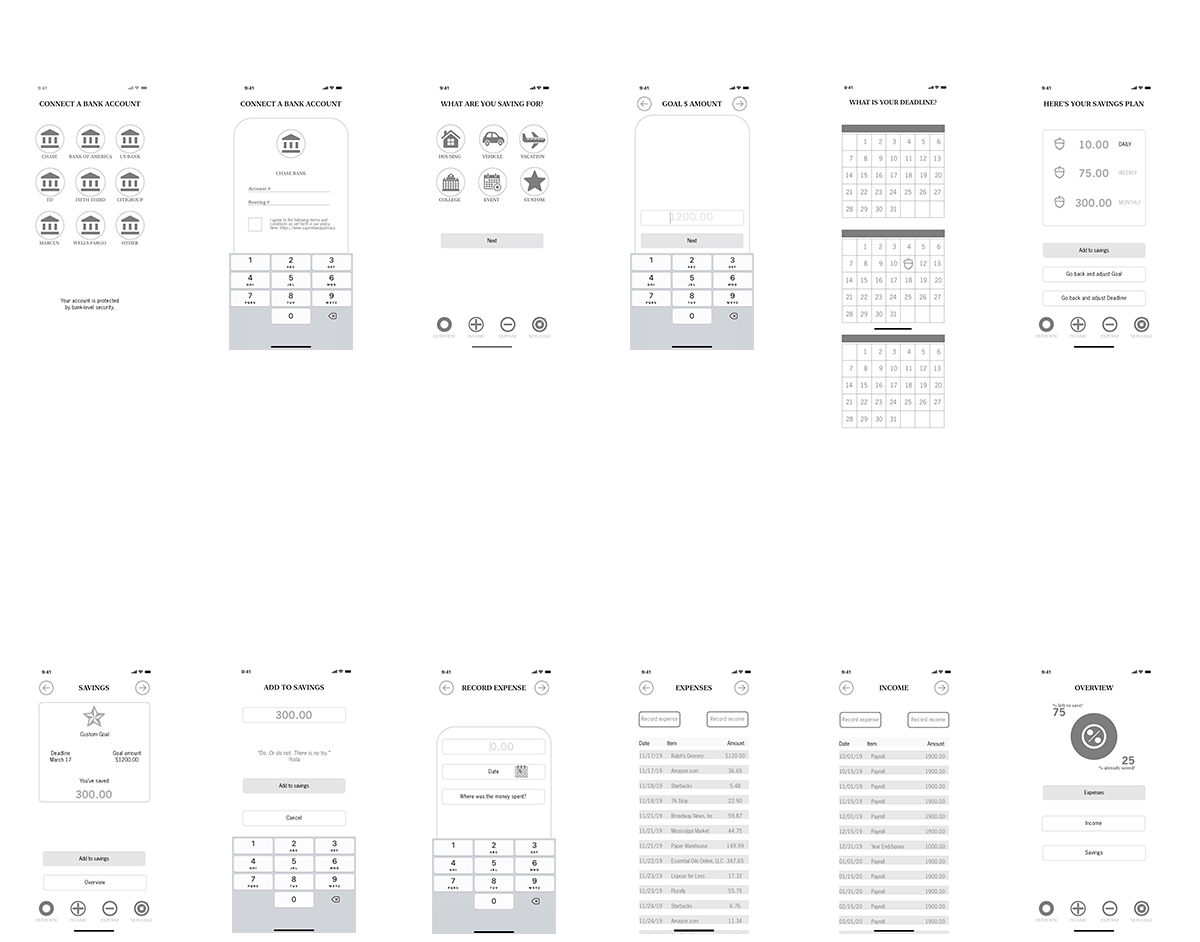 9:41
CONNECT A BANK ACCOUNT
CHASE BANK OF AMERICA US BANK
TD FIFTH THIRD CITIGROUP
MARCUS WELLS FARGO OTHER
Your account is protected
by bank-level security.
9:41
CONNECT A BANK ACCOUNT
CHASE BANK
Account #
Routing #
I agree to the following terms and
conditions as set forth in our policy
1 2 ABC 3 DEF
4 GHI 5 JKL 6 MNO
7 PQRS 8 TUV 9 WXYZ
0
9:41
WHAT ARE YOU SAVING FOR?
HOUSING VEHICLE VACATION
COLLEGE EVENT CUSTOM
Next
OVERVIEW INCOME EXPENSE NEW GOAL
9:41
GOAL $ AMOUNT
1200.00
Next
1 2 ABC 3 DEF
4 GHI 5 JKL 6 MNO
7 PQRS 8 TUV 9 WXYZ
0
9:41
WHAT IS YOUR DEADLINE?
1 2 3 4 5 6
7 8 9 10 11 12 13
14 15 16 17 18 19 20
21 22 23 24 25 26 27
28 29 30 31
1 2 3 4 5 6
7 8 9 10 12 13
14 15 16 17 18 19 20
21 22 23 24 25 26 27
28 29 30 31
1 2 3 4 5 6
7 8 9 10 11 12 13
14 15 16 17 18 19 20
21 22 23 24 25 26 27
28 29 30 31
9:41
HERE'S YOUR SAVINGS PLAN
10.00 DAILY
75.00 WEEKLY
300.00 MONTHLY
Add to savings
Go back and adjust Goal
Go back and adjust Deadline
OVERVIEW INCOME EXPENSE NEW GOAL
9:41
SAVINGS
Custom Goal
Deadline Goal amount
March 17 $1200.00
You've saved
300.00
Add to savings
Overview
OVERVIEW INCOME EXPENSE NEW GOAL
9:41
ADD TO SAVINGS
300.00
"Do. Or do not. There is no try."
-Yoda
Add to savings
Cancel
1 2 ABC 3 DEF
4 GHI 5 JKL 6 MNO
7 PQRS 8 TUV 9 WXYZ
0
9:41
RECORD EXPENSE
0.00
Date
Where was the money spent?
1 2 ABC 3 DEF
4 GHI 5 JKL 6 MNO
7 PQRS 8 TUV 9 WXYZ
0
9:41
EXPENSES
Record expense Record income
Date Item Amount
11/17/19 Ralph's Grocery $120.00
11/17/19 Amazon.com 36.65
11/18/19 Starbucks 5.48
11/18/19 76 Stop 22.90
11/21/19 Broadway News, Inc. 59.87
11/21/19 Mississippi Market 44.75
11/21/19 Paper Warehouse 149.99
11/22/19 Essential Oils Online, LLC 347.65
11/23/19 Liquour for Less 17.32
11/23/19 Florally 55.75
11/24/19 Starbucks 6.76
11/24/19 Amazon.com 11.34
9:41
INCOME
Record expense Record income
Date Item Amount
10/01/19 Payroll 1900.00
10/15/19 Payroll 1900.00
11/01/19 Payroll 1900.00
11/15/19 Payroll 1900.00
12/01/19 Payroll 1900.00
12/15/19 Payroll 1900.00
12/31/19 Year End/bonus 1000.00
01/01/20 Payroll 1900.00
01/15/20 Payroll 1900.00
01/31/20 Payroll 1900.00
02/15/20 Payroll 1900.00
03/01/20 Payroll 1900.00
9:41
OVERVIEW
% left to save!
75
25
% already saved!
Expenses
Income
Savings
OVERVIEW INCOME EXPENSE NEW GOAL